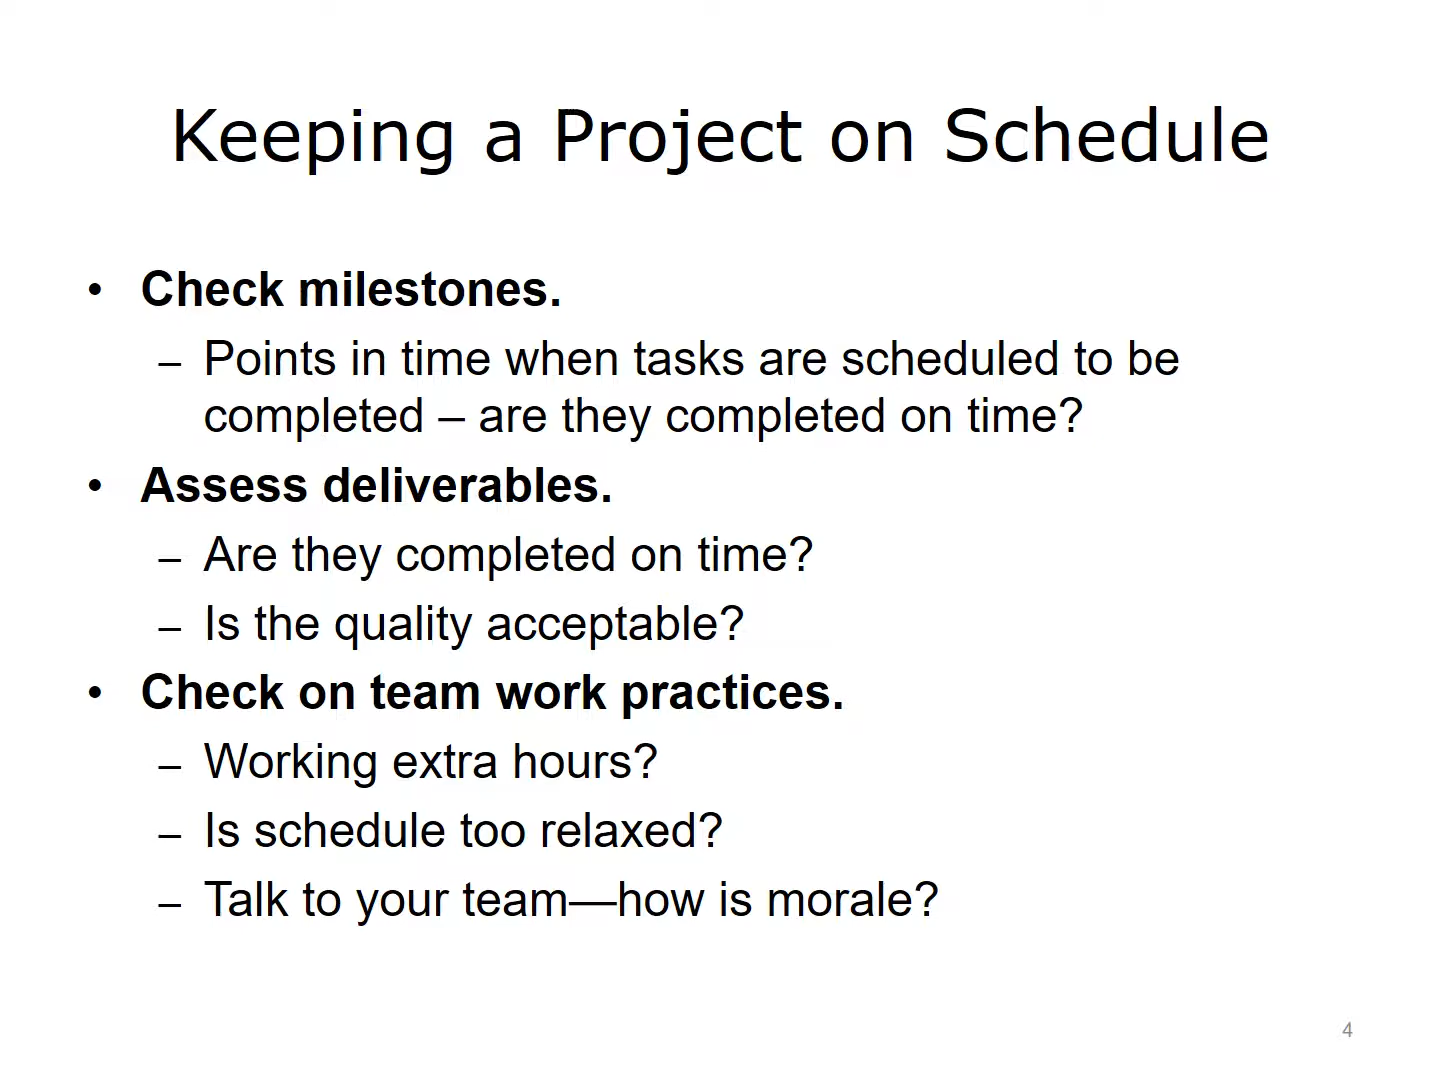 Keeping a Project on Schedule
• Check milestones.
– Points in time when tasks are scheduled to be
completed – are they completed on time?
• Assess deliverables.
– Are they completed on time?
– Is the quality acceptable?
• Check on team work practices.
– Working extra hours?
– Is schedule too relaxed?
– Talk to your team—how is morale?
4